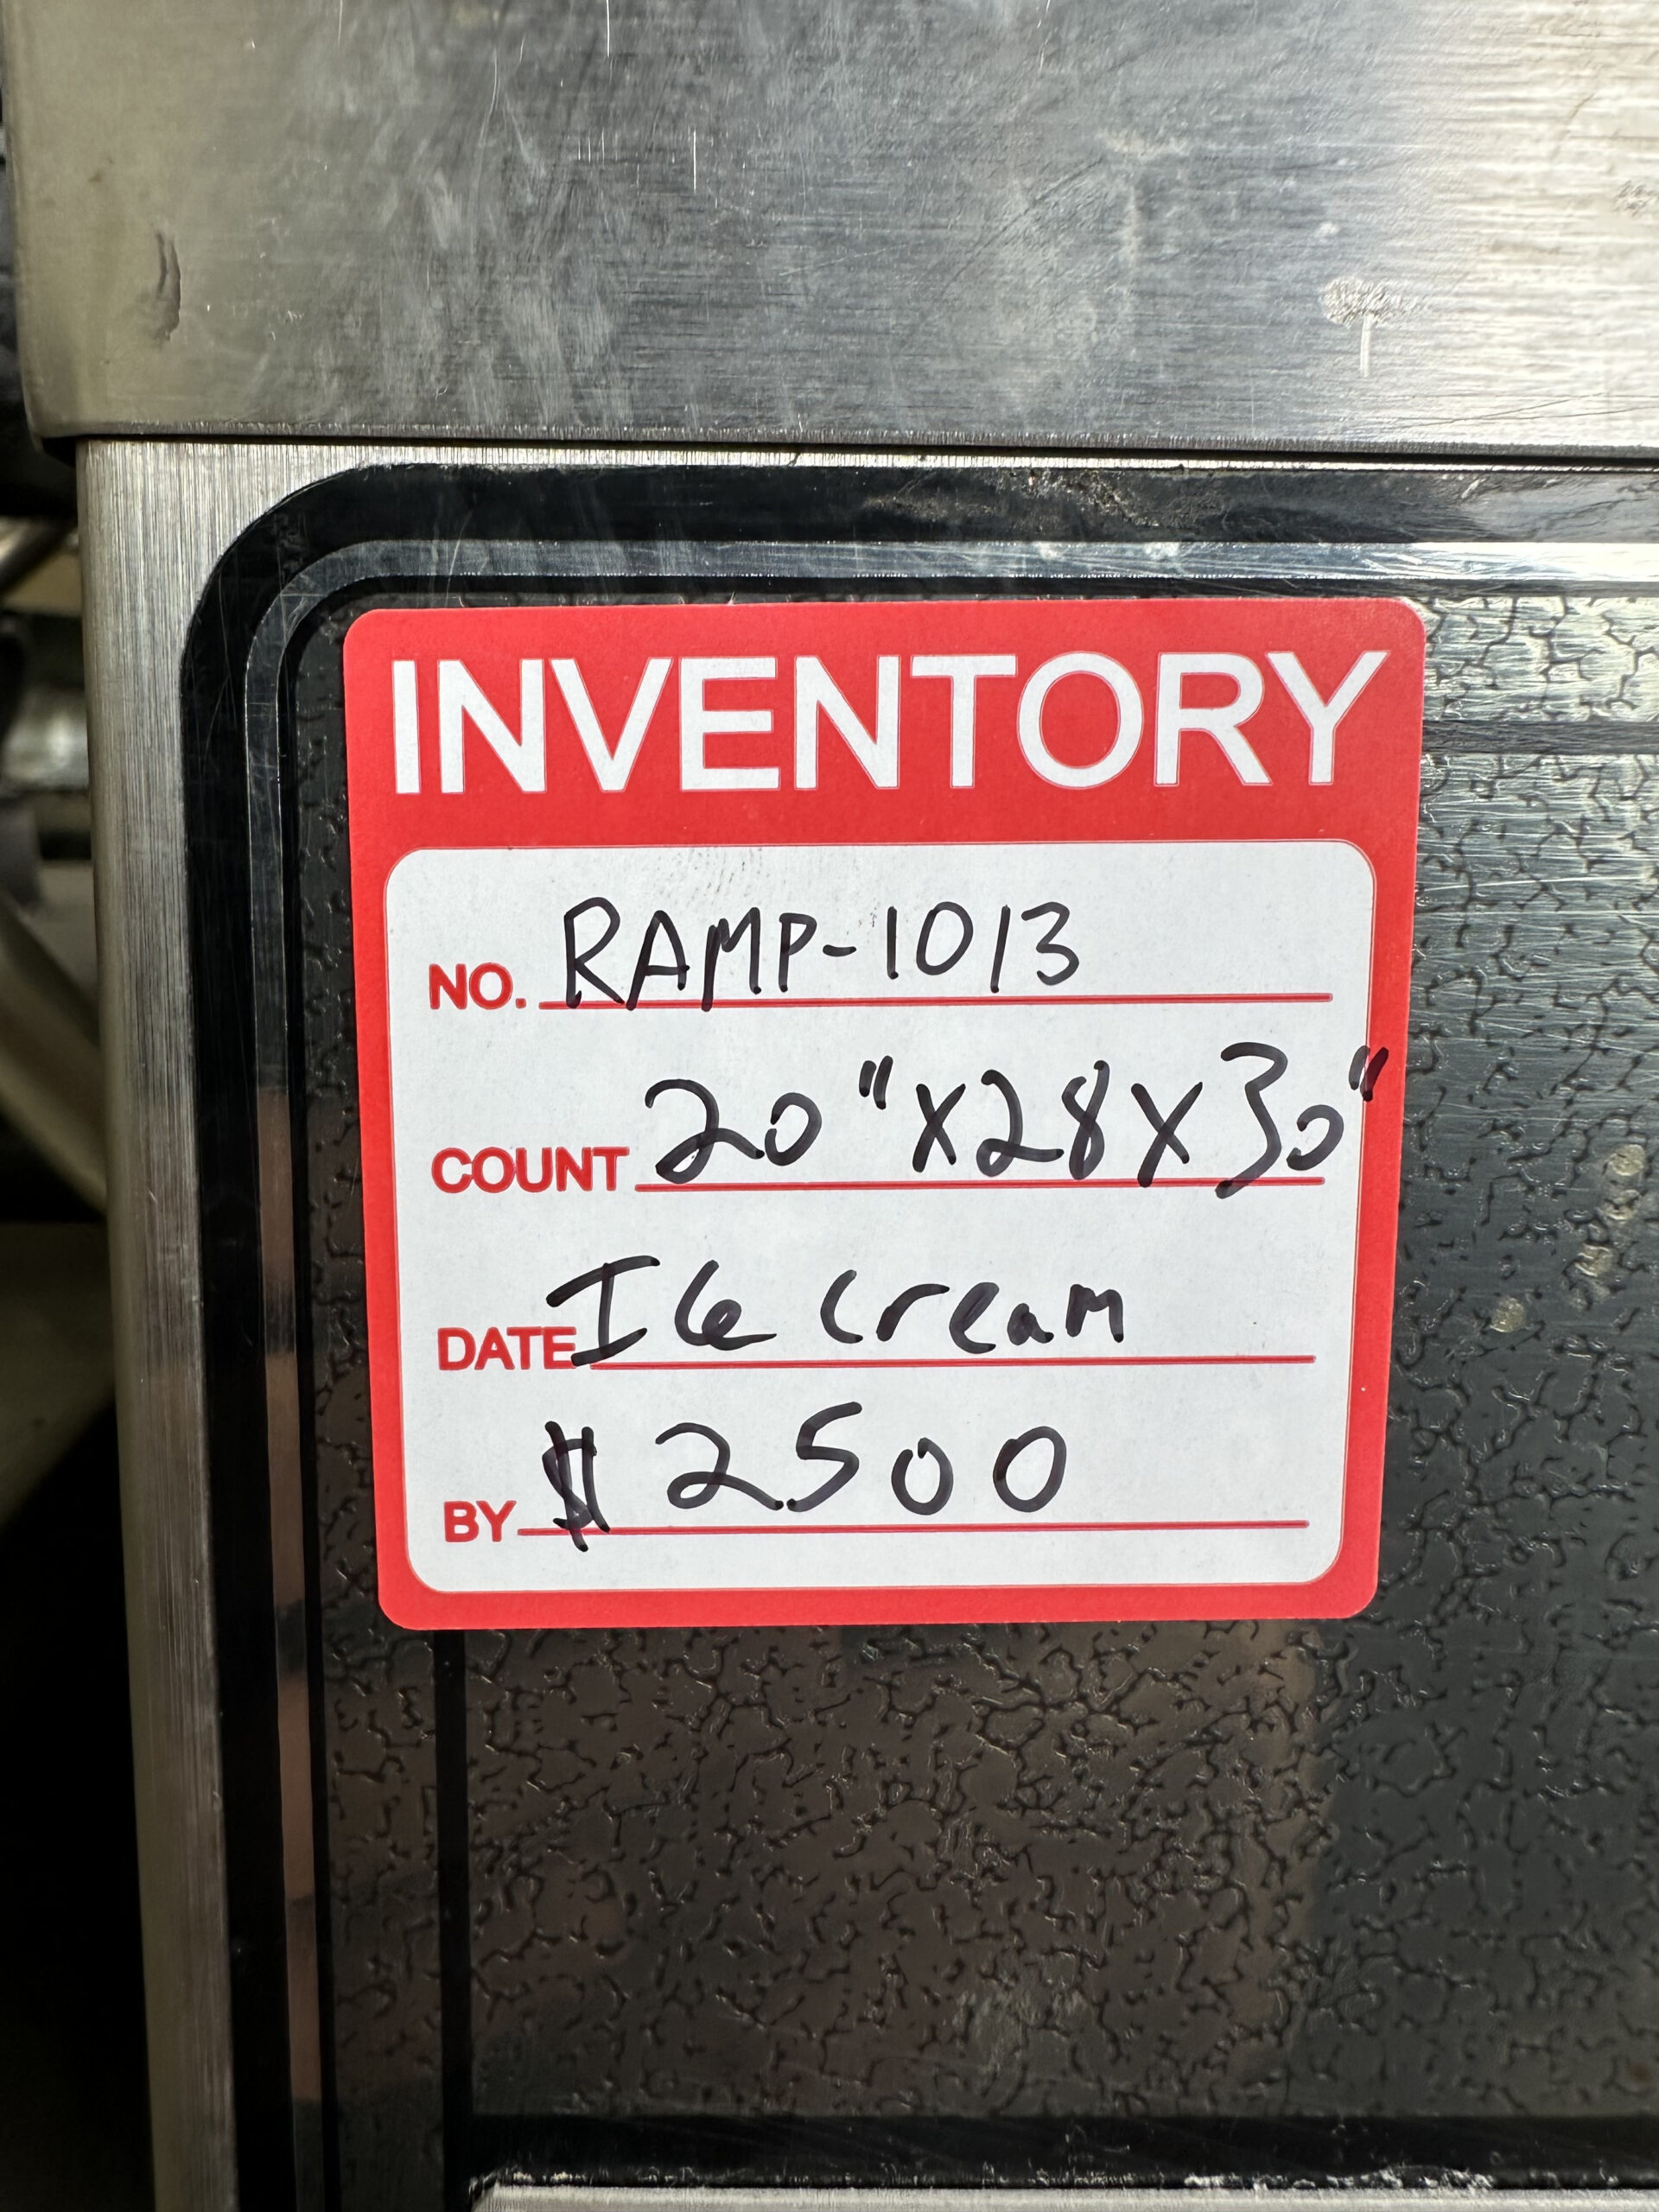 INVENTORY
NO. RAMP-1013
COUNT 20"X28X30"
DATE Ice Cream
BY $2500